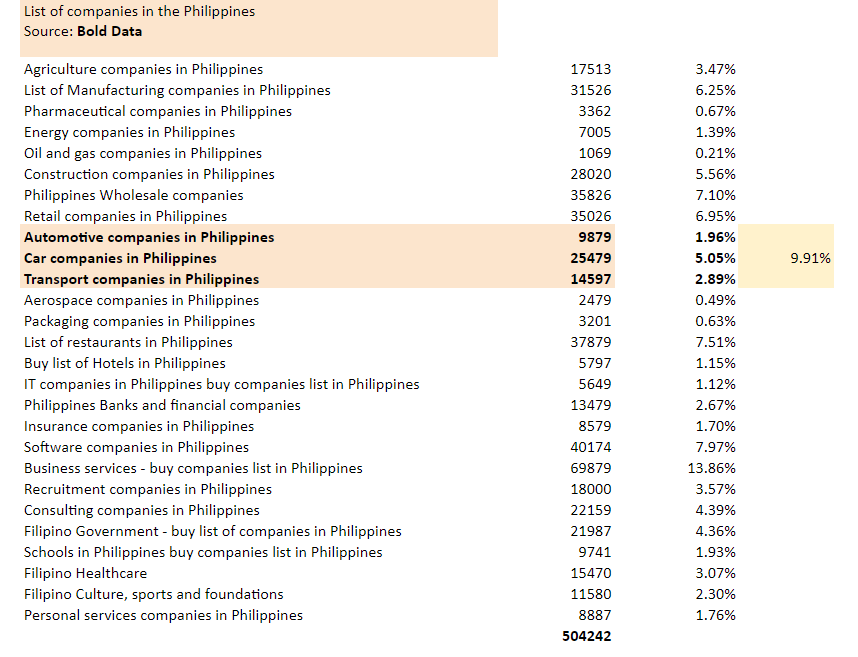 List of companies in the Philippines
Source: Bold Data
Agriculture companies in Philippines 17513 3.47%
List of Manufacturing companies in Philippines 31526 6.25%
Pharmaceutical companies in Philippines 3362 0.67%
Energy companies in Philippines 7005 1.39%
Oil and gas companies in Philippines 1069 0.21%
Construction companies in Philippines 28020 5.56%
Philippines Wholesale companies 35826 7.10%
Retail companies in Philippines 35026 6.95%
Automotive companies in Philippines 9879 1.96%
Car companies in Philippines 25479 5.05% 9.91%
Transport companies in Philippines 14597 2.89%
Aerospace companies in Philippines 2479 0.49%
Packaging companies in Philippines 3201 0.63%
List of restaurants in Philippines 37879 7.51%
Buy list of Hotels in Philippines 5797 1.15%
IT companies in Philippines buy companies list in Philippines 5649 1.12%
Philippines Banks and financial companies 13479 2.67%
Insurance companies in Philippines 8579 1.70%
Software companies in Philippines 40174 7.97%
Business services - buy companies list in Philippines 69879 13.86%
Recruitment companies in Philippines 18000 3.57%
Consulting companies in Philippines 22159 4.39%
Filipino Government - buy list of companies in Philippines 21987 4.36%
Schools in Philippines buy companies list in Philippines 9741 1.93%
Filipino Healthcare 15470 3.07%
Filipino Culture, sports and foundations 11580 2.30%
Personal services companies in Philippines 8887 1.76%
504242